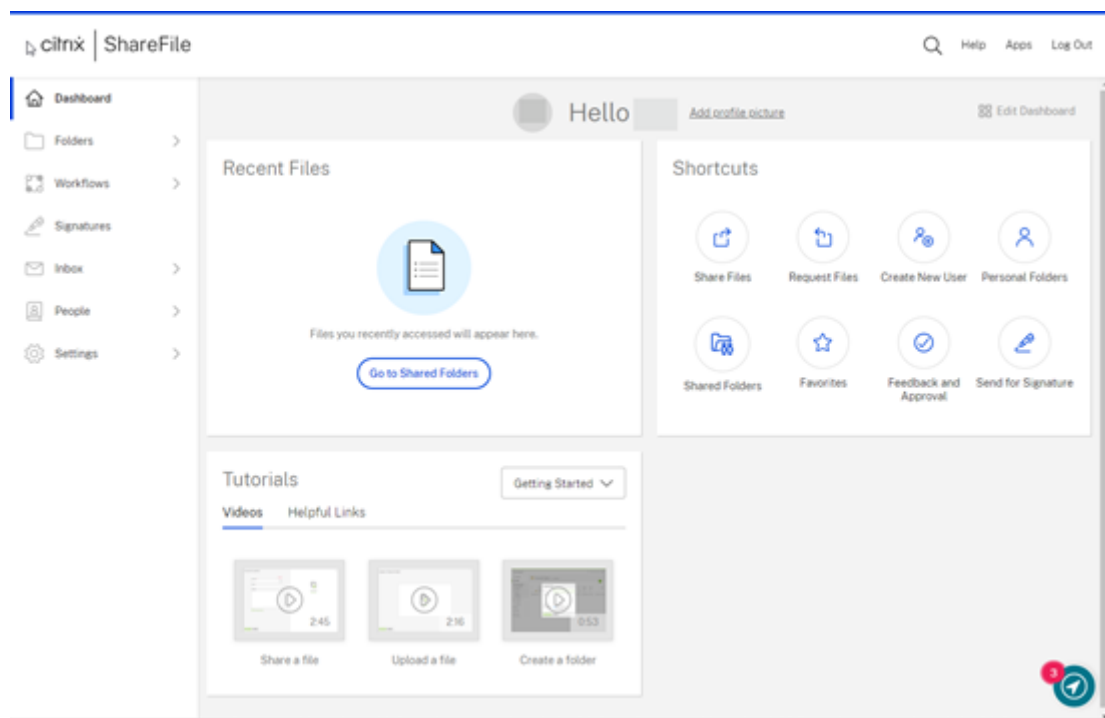 citrix | ShareFile
Help Apps Log Out
Dashboard
Folders
Workflows
Signatures
Inbox
People
Settings
Hello Add profile picture
Edit Dashboard
Recent Files
Files you recently accessed will appear here.
Go to Shared Folders
Shortcuts
Share Files Request Files Create New User Personal Folders
Shared Folders Favorites Feedback and Send for Signature
Approval
Tutorials
Getting Started
Videos Helpful Links
2:45 2:16 0:53
Share a file Upload a file Create a folder
3